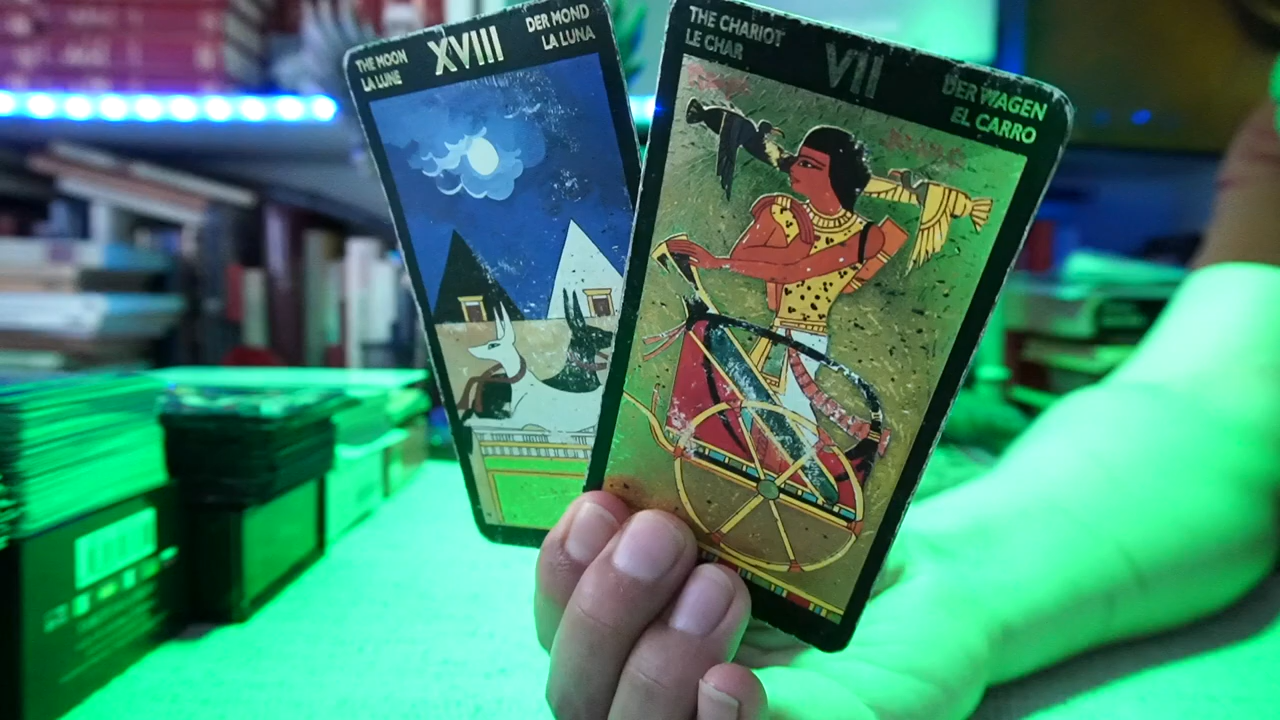 THE MOON
LA LUNE
XVIII
DER MOND
LA LUNA
THE CHARIOT
LE CHAR
VII
DER WAGEN
EL CARRO